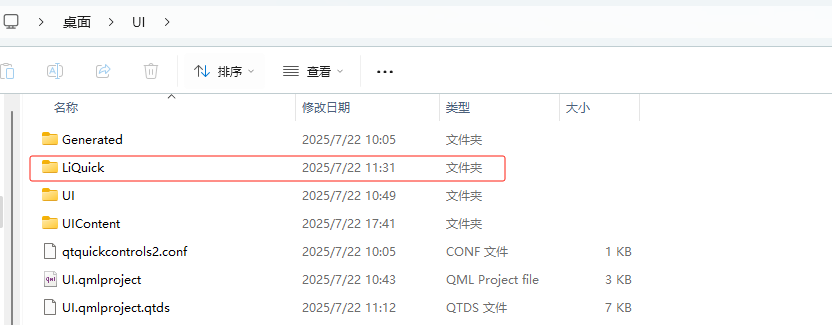 桌面 UI
排序 查看
名称 修改日期 类型 大小
Generated 2025/7/22 10:05 文件夹
LiQuick 2025/7/22 11:31 文件夹
UI 2025/7/22 10:49 文件夹
UIContent 2025/7/22 17:41 文件夹
qtquickcontrols2.conf 2025/7/22 10:05 CONF 文件 1 KB
UI.qmlproject 2025/7/22 10:43 QML Project file 3 KB
UI.qmlproject.qtds 2025/7/22 11:12 QTDS 文件 7 KB